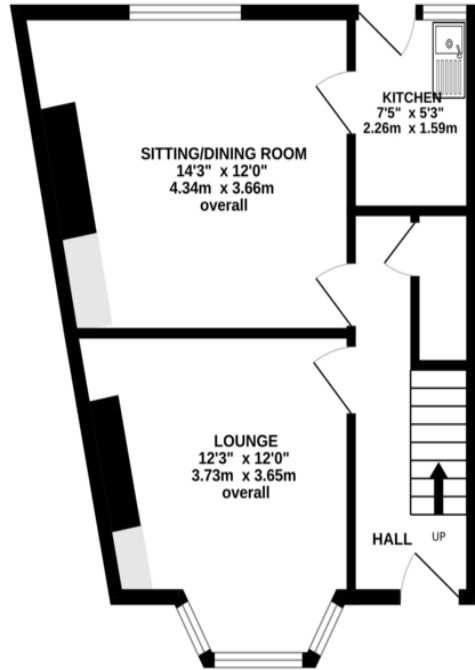 KITCHEN
7'5" x 5'3"
2.26m x 1.59m
SITTING/DINING ROOM
14'3" x 12'0"
4.34m x 3.66m
overall
LOUNGE
12'3" x 12'0"
3.73m x 3.65m
overall
HALL
UP